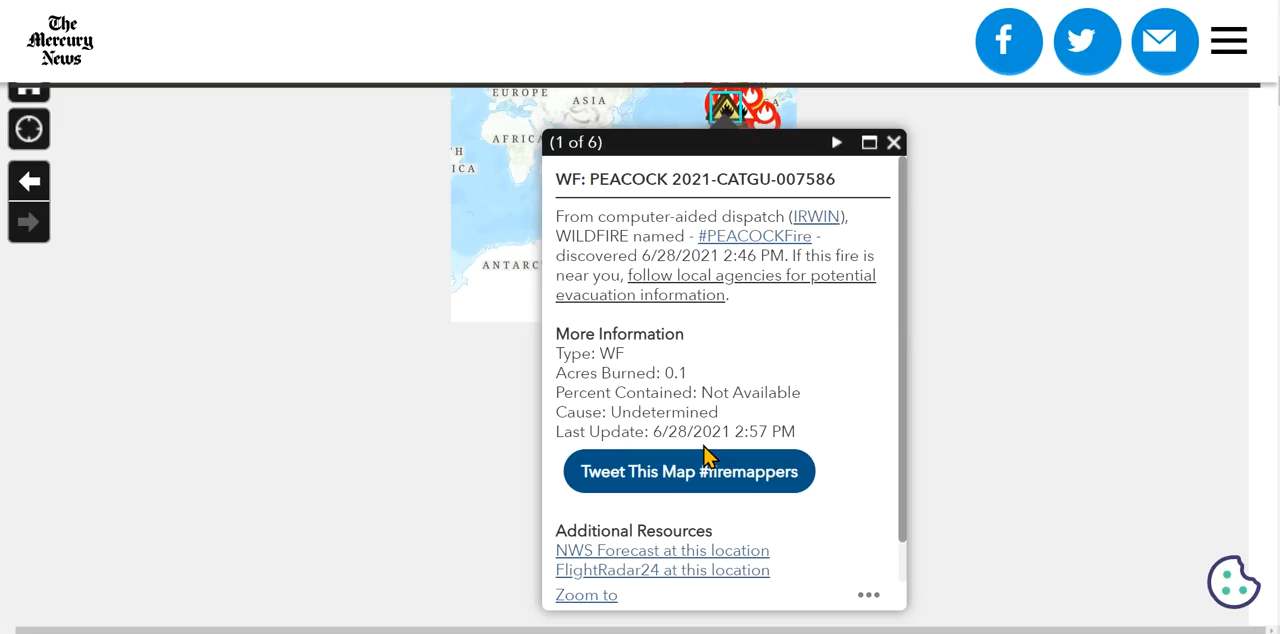 The
Mercury
News
EUROPE
ASIA
AFRIC
H
ICA
ANTARC
A
(1 of 6)
WF: PEACOCK 2021-CATGU-007586
From computer-aided dispatch (IRWIN),
WILDFIRE named - #PEACOCKFire -
discovered 6/28/2021 2:46 PM. If this fire is
near you, follow local agencies for potential
evacuation information.
More Information
Type: WF
Acres Burned: 0.1
Percent Contained: Not Available
Cause: Undetermined
Last Update: 6/28/2021 2:57 PM
Tweet This Map #firemappers
Additional Resources
NWS Forecast at this location
FlightRadar24 at this location
Zoom to